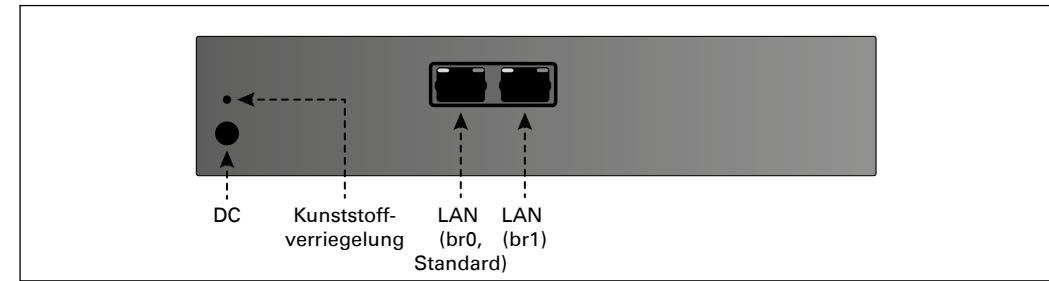 DC
Kunststoff-
verriegelung
LAN
(br0,
Standard)
LAN
(br1)